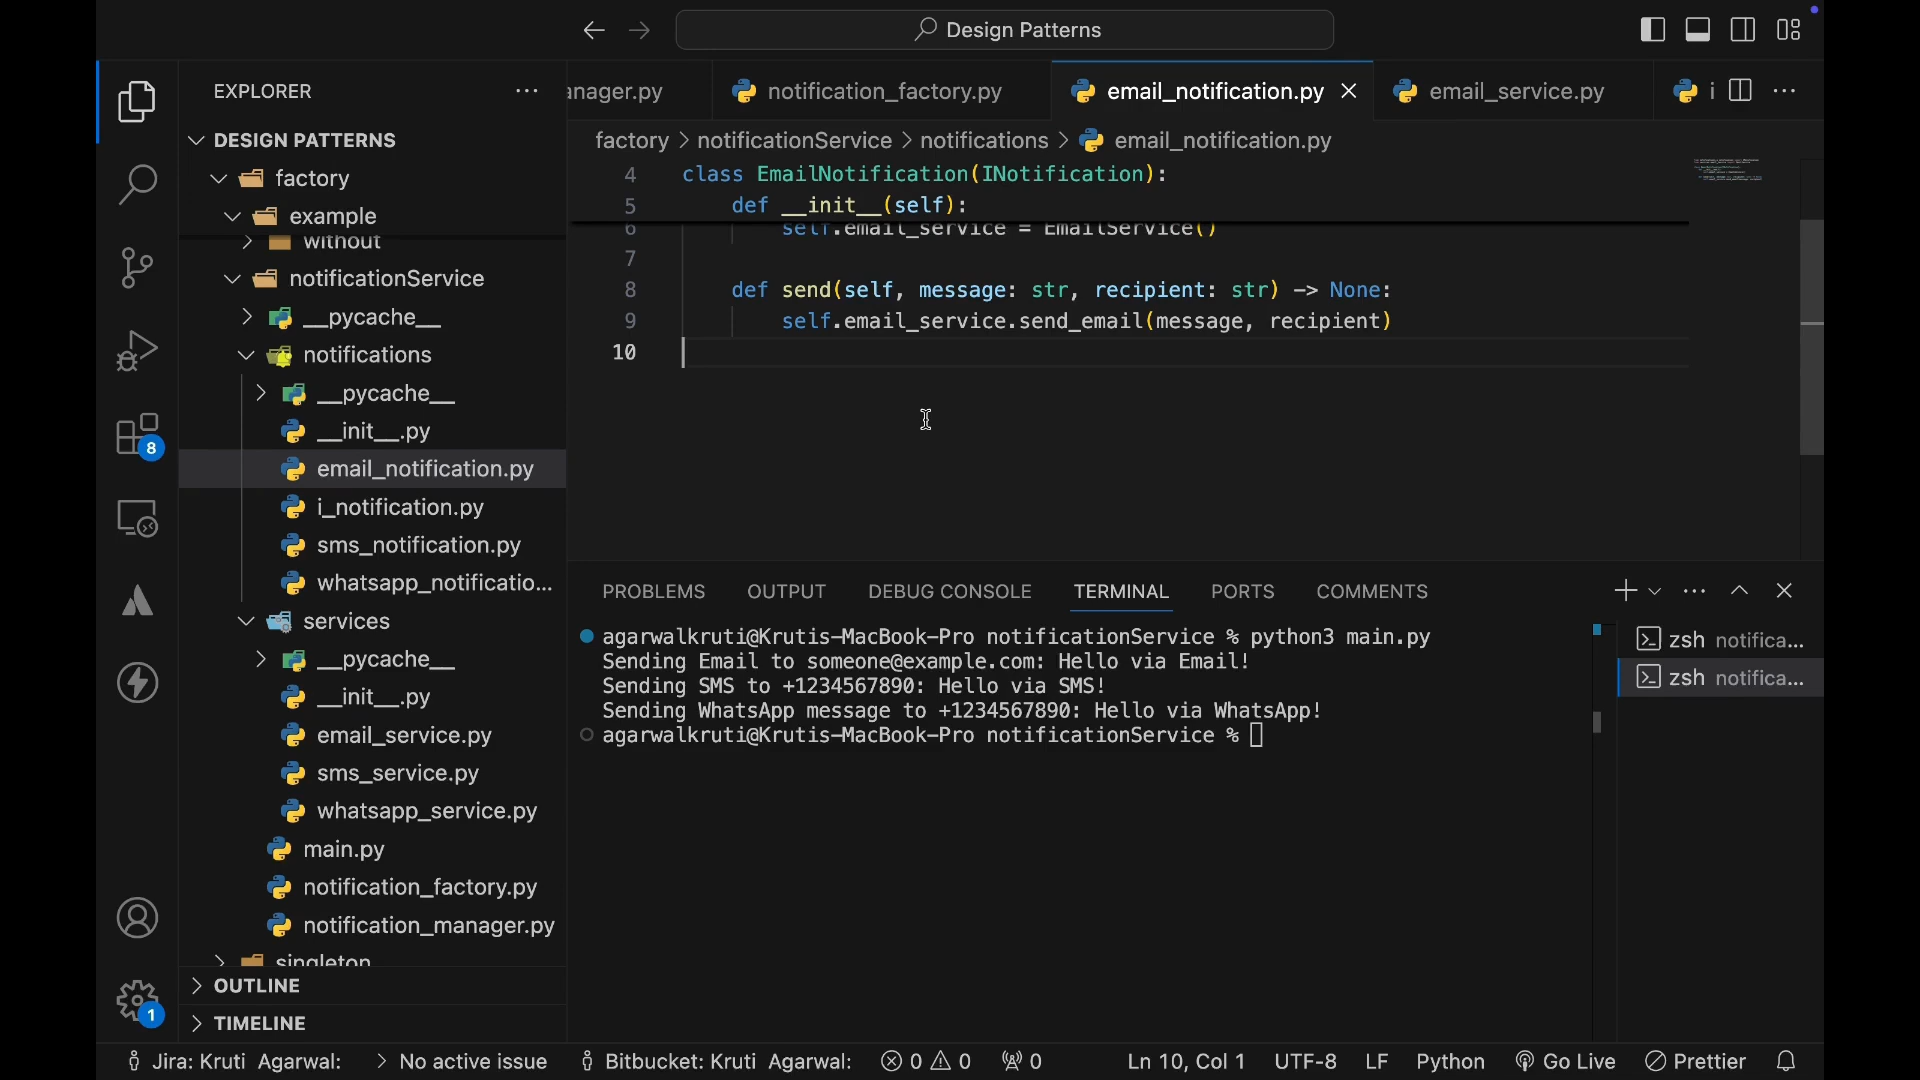 Design Patterns
EXPLORER
anager.py
notification_factory.py
email_notification.py
email_service.py
i
DESIGN PATTERNS
factory > notificationService > notifications > email_notification.py
factory
example
without
notificationService
__pycache__
notifications
__pycache__
__init__.py
email_notification.py
i_notification.py
sms_notification.py
whatsapp_notificatio...
services
__pycache__
__init__.py
email_service.py
sms_service.py
whatsapp_service.py
main.py
notification_factory.py
notification_manager.py
singleton
OUTLINE
TIMELINE
8
1
4 class EmailNotification(INotification):
5 def __init__(self):
6 self.email_service = EmailService()
7
8 def send(self, message: str, recipient: str) -> None:
9 self.email_service.send_email(message, recipient)
10
PROBLEMS OUTPUT DEBUG CONSOLE TERMINAL PORTS COMMENTS
agarwalkruti@Krutis-MacBook-Pro notificationService % python3 main.py
Sending Email to someone@example.com: Hello via Email!
Sending SMS to +1234567890: Hello via SMS!
Sending WhatsApp message to +1234567890: Hello via WhatsApp!
agarwalkruti@Krutis-MacBook-Pro notificationService %
zsh notifica...
zsh notifica...
Jira: Kruti Agarwal: > No active issue Bitbucket: Kruti Agarwal: 0 0 0 Ln 10, Col 1 UTF-8 LF Python Go Live Prettier